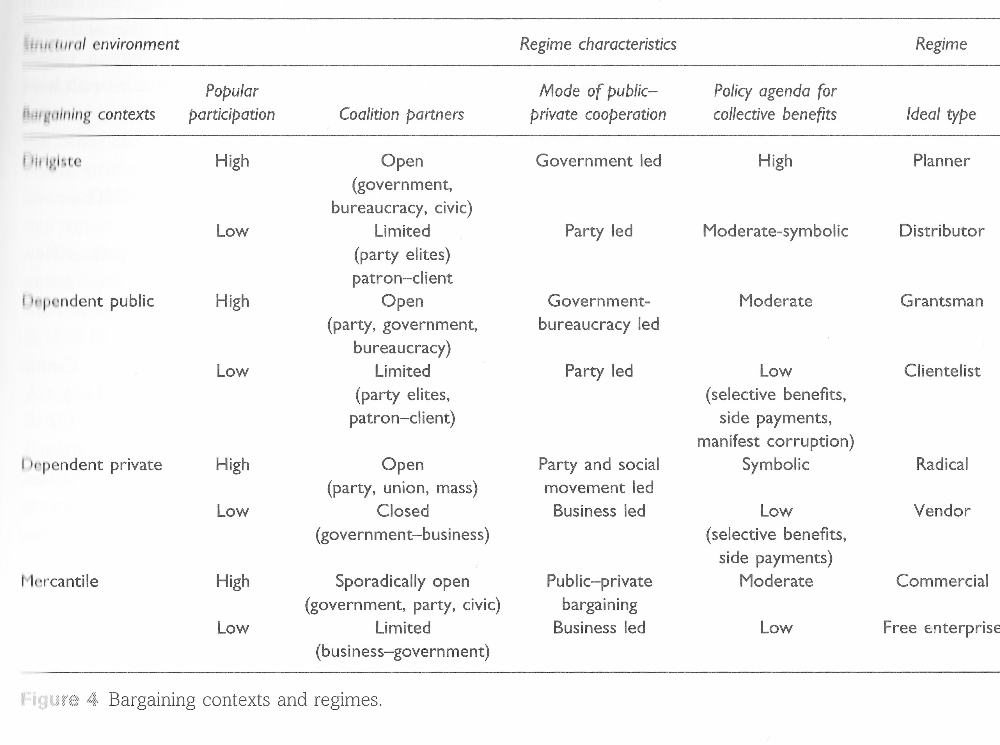 Structural environment Regime characteristics Regime
Popular Mode of public– Policy agenda for
Bargaining contexts participation Coalition partners private cooperation collective benefits Ideal type
Dirigiste High Open Government led High Planner
(government,
bureaucracy, civic)
Low Limited Party led Moderate-symbolic Distributor
(party elites)
patron–client
Dependent public High Open Government- Moderate Grantsman
(party, government, bureaucracy led
bureaucracy)
Low Limited Party led Low Clientelist
(party elites, (selective benefits,
patron–client) side payments,
manifest corruption)
Dependent private High Open Party and social Symbolic Radical
(party, union, mass) movement led
Low Closed Business led Low Vendor
(government–business) (selective benefits,
side payments)
Mercantile High Sporadically open Public–private Moderate Commercial
(government, party, civic) bargaining
Low Limited Business led Low Free enterprise
(business–government)
Figure 4 Bargaining contexts and regimes.